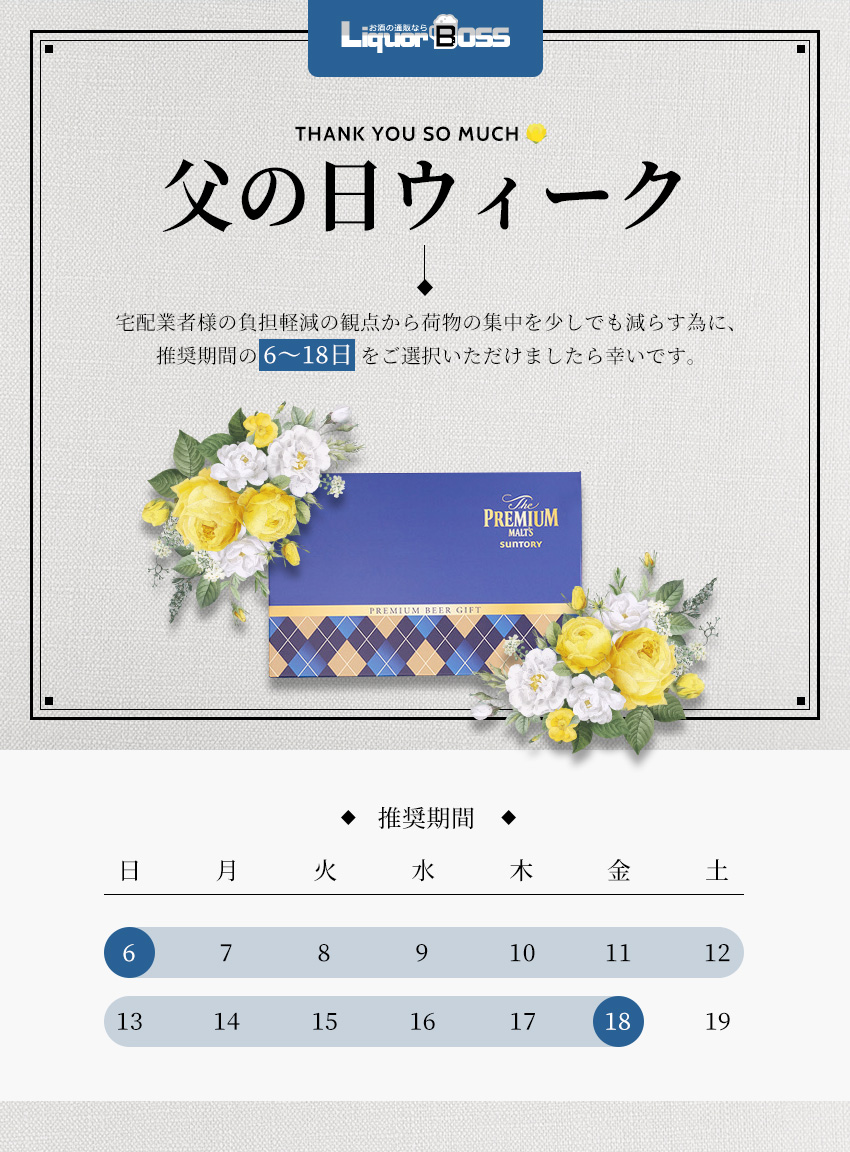 お酒の通販なら
LiquorBOSS
THANK YOU SO MUCH
父の日ウィーク
宅配業者様の負担軽減の観点から荷物の集中を少しでも減らす為に、
推奨期間の6〜18日をご選択いただけましたら幸いです。
The
PREMIUM
MALT'S
SUNTORY
PREMIUM BEER GIFT
推奨期間
日 月 火 水 木 金 土
6 7 8 9 10 11 12
13 14 15 16 17 18 19